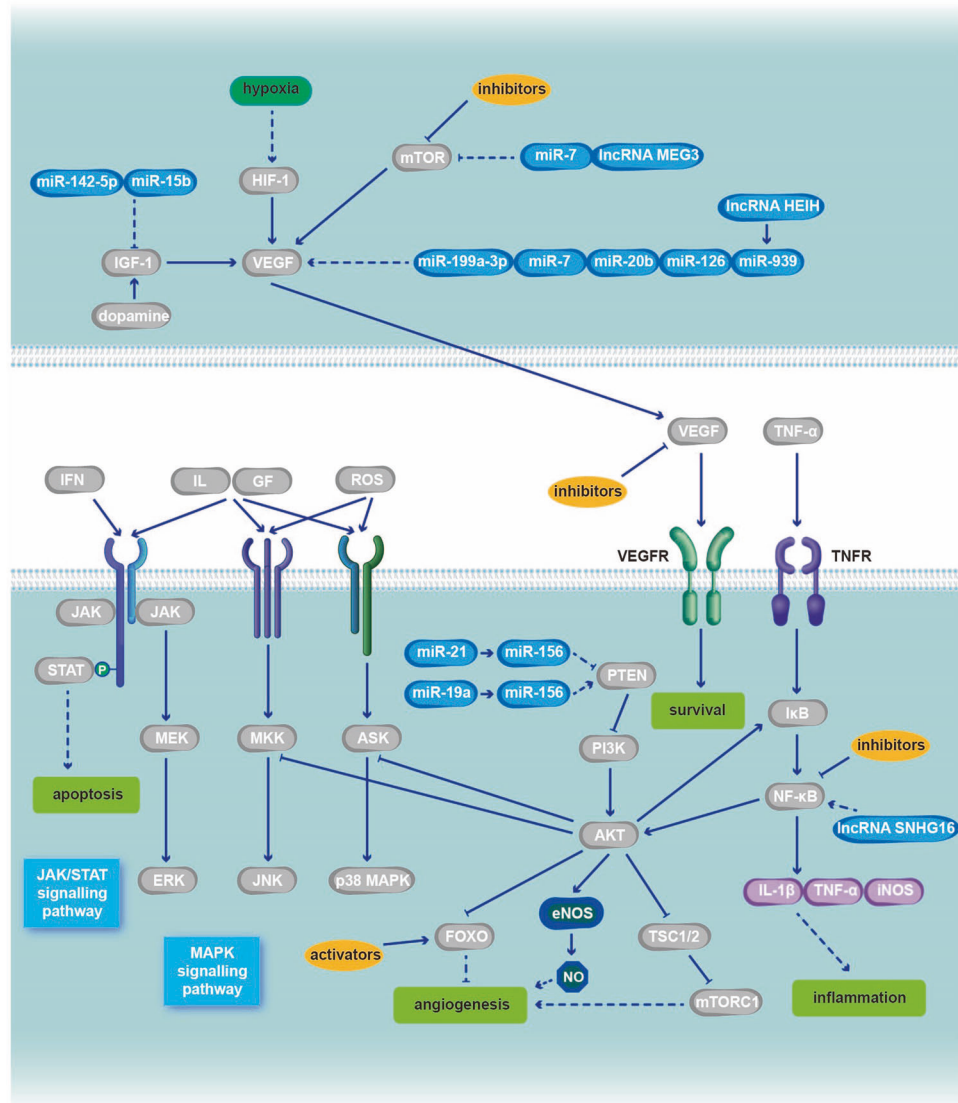 hypoxia
inhibitors
mTOR
miR-7
lncRNA MEG3
miR-142-5p
miR-15b
HIF-1
lncRNA HEIH
IGF-1
VEGF
miR-199a-3p
miR-7
miR-20b
miR-126
miR-939
dopamine
VEGF
TNF-α
IFN
IL
GF
ROS
inhibitors
VEGFR
TNFR
JAK
JAK
STAT
P
miR-21
miR-156
PTEN
miR-19a
miR-156
survival
IκB
MEK
MKK
ASK
PI3K
inhibitors
apoptosis
NF-κB
AKT
lncRNA SNHG16
JAK/STAT
signalling
pathway
ERK
JNK
p38 MAPK
IL-1β
TNF-α
iNOS
eNOS
MAPK
signalling
pathway
activators
FOXO
TSC1/2
NO
angiogenesis
mTORC1
inflammation